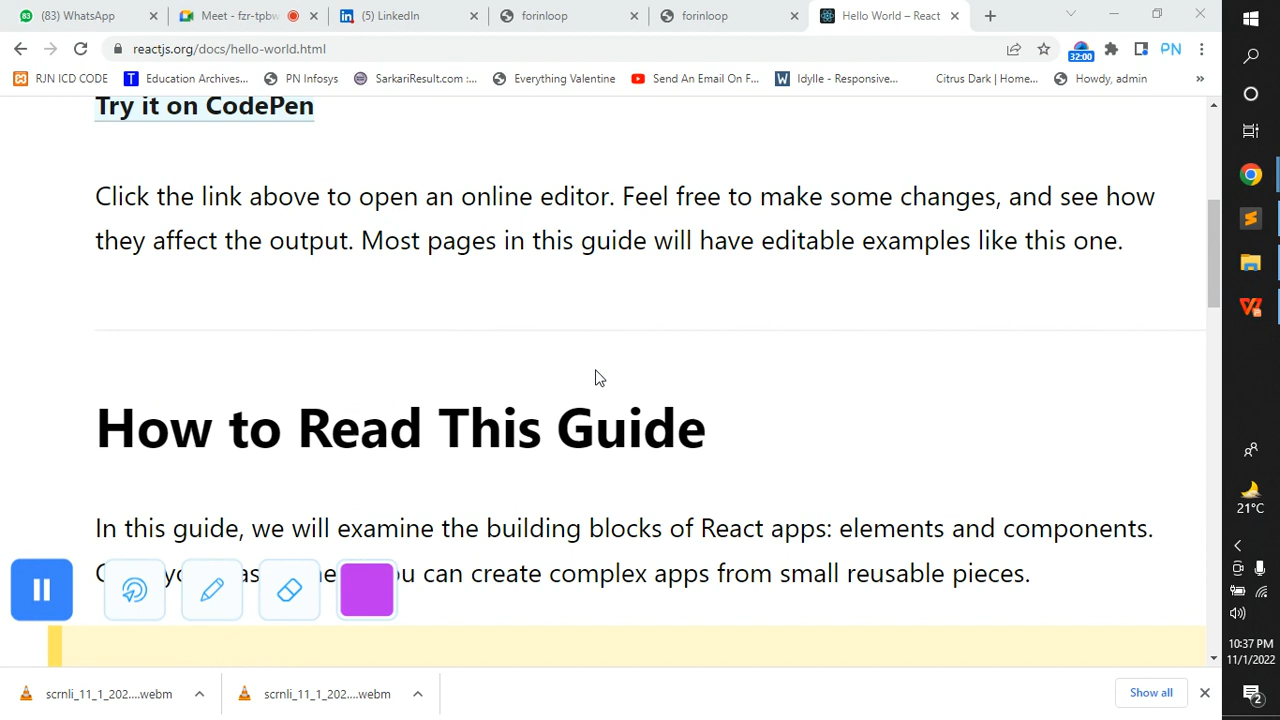 (83) WhatsApp
Meet - fzr-tpbw
(5) LinkedIn
forinloop
forinloop
Hello World – React
reactjs.org/docs/hello-world.html
32:00
PN
RJN ICD CODE
Education Archives...
PN Infosys
SarkariResult.com :...
Everything Valentine
Send An Email On F...
Idylle - Responsive...
Citrus Dark | Home...
Howdy, admin
»
Try it on CodePen
Click the link above to open an online editor. Feel free to make some changes, and see how
they affect the output. Most pages in this guide will have editable examples like this one.
How to Read This Guide
In this guide, we will examine the building blocks of React apps: elements and components.
can create complex apps from small reusable pieces.
scrnli_11_1_202....webm
scrnli_11_1_202....webm
Show all
21°C
10:37 PM
11/1/2022
2